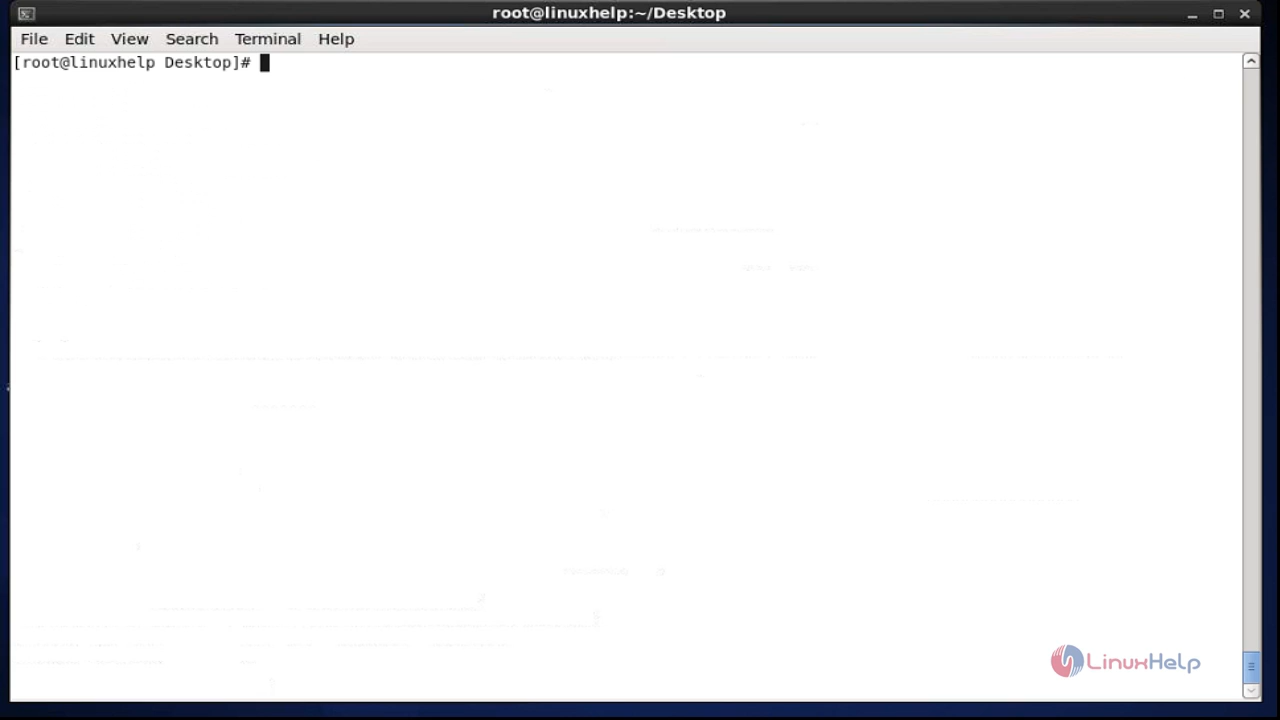 root@linuxhelp:~/Desktop
File Edit View Search Terminal Help
[root@linuxhelp Desktop]#
LinuxHelp